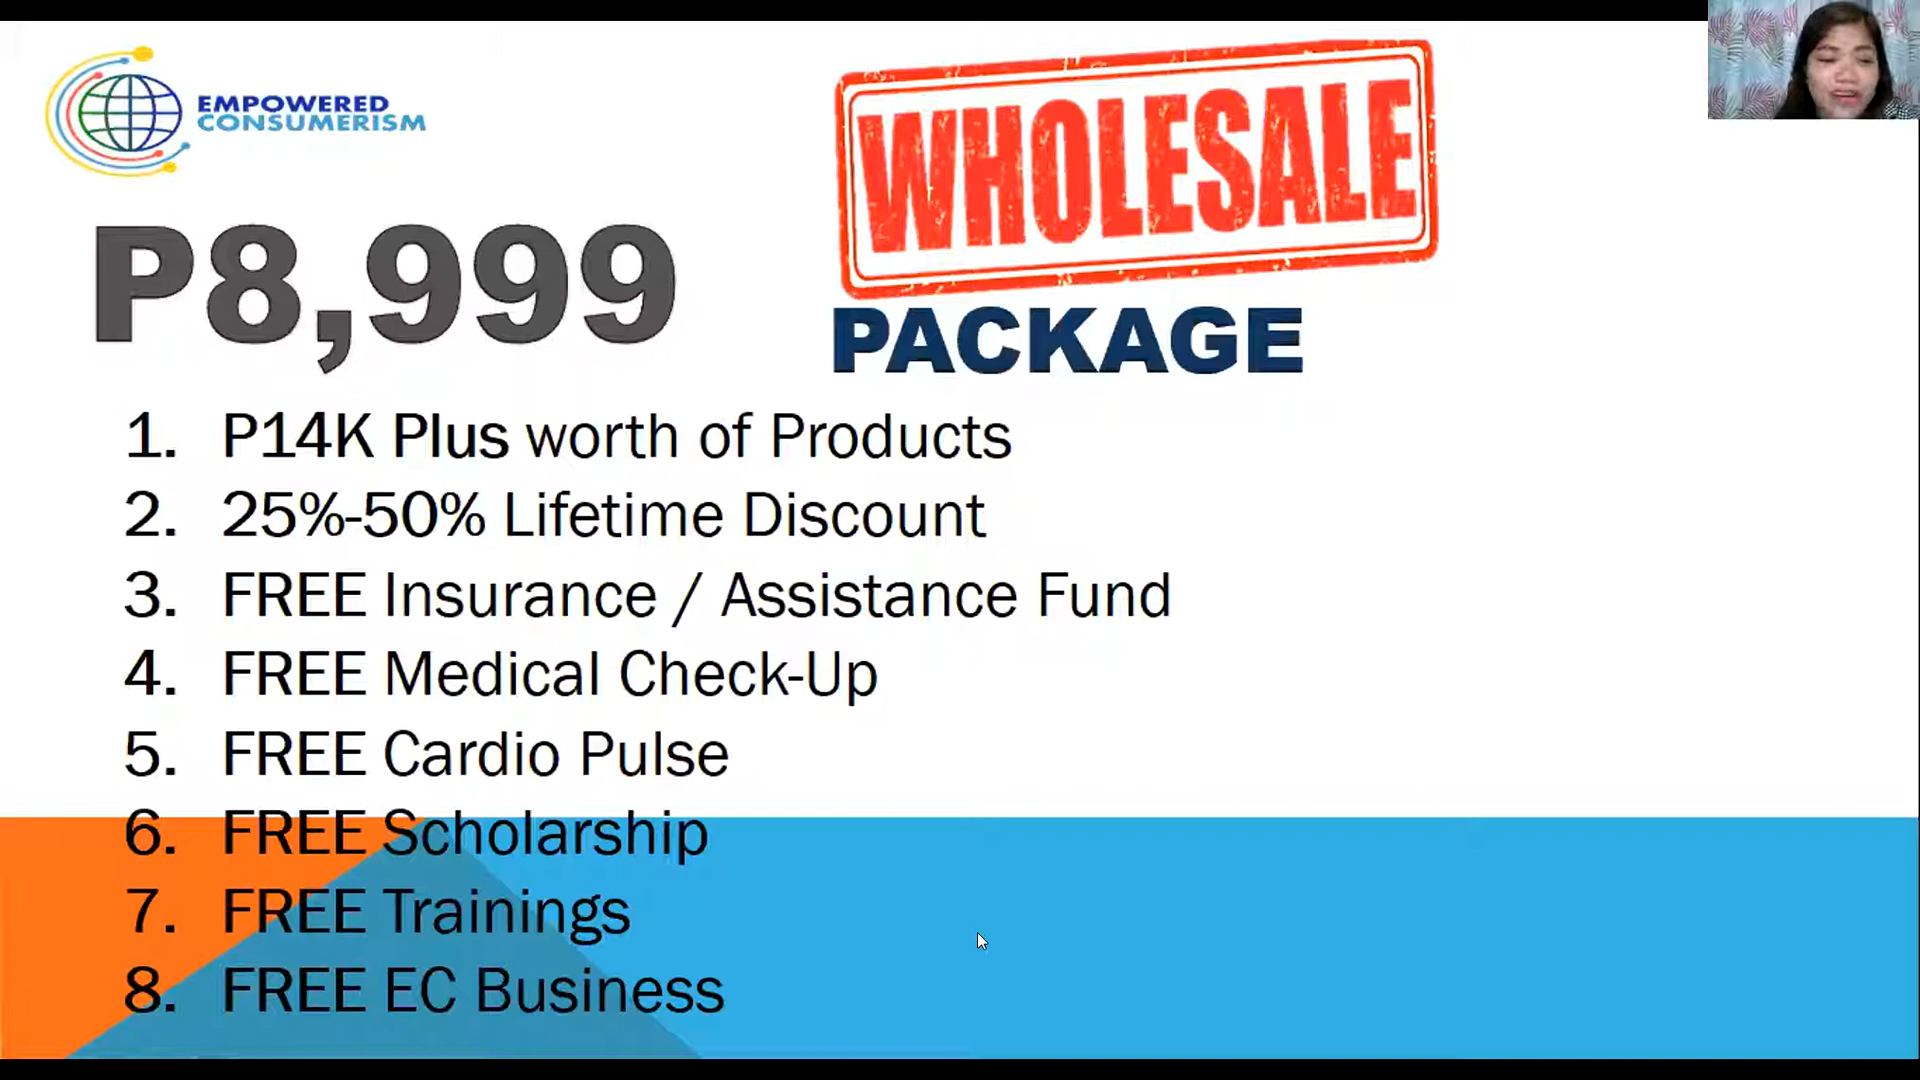 EMPOWERED
CONSUMERISM
WHOLESALE
P8,999
PACKAGE
1. P14K Plus worth of Products
2. 25%-50% Lifetime Discount
3. FREE Insurance / Assistance Fund
4. FREE Medical Check-Up
5. FREE Cardio Pulse
6. FREE Scholarship
7. FREE Trainings
8. FREE EC Business